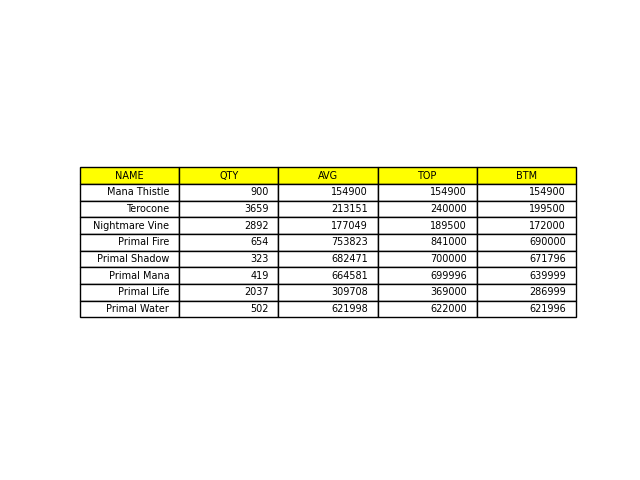 NAME QTY AVG TOP BTM
Mana Thistle 900 154900 154900 154900
Terocone 3659 213151 240000 199500
Nightmare Vine 2892 177049 189500 172000
Primal Fire 654 753823 841000 690000
Primal Shadow 323 682471 700000 671796
Primal Mana 419 664581 699996 639999
Primal Life 2037 309708 369000 286999
Primal Water 502 621998 622000 621996